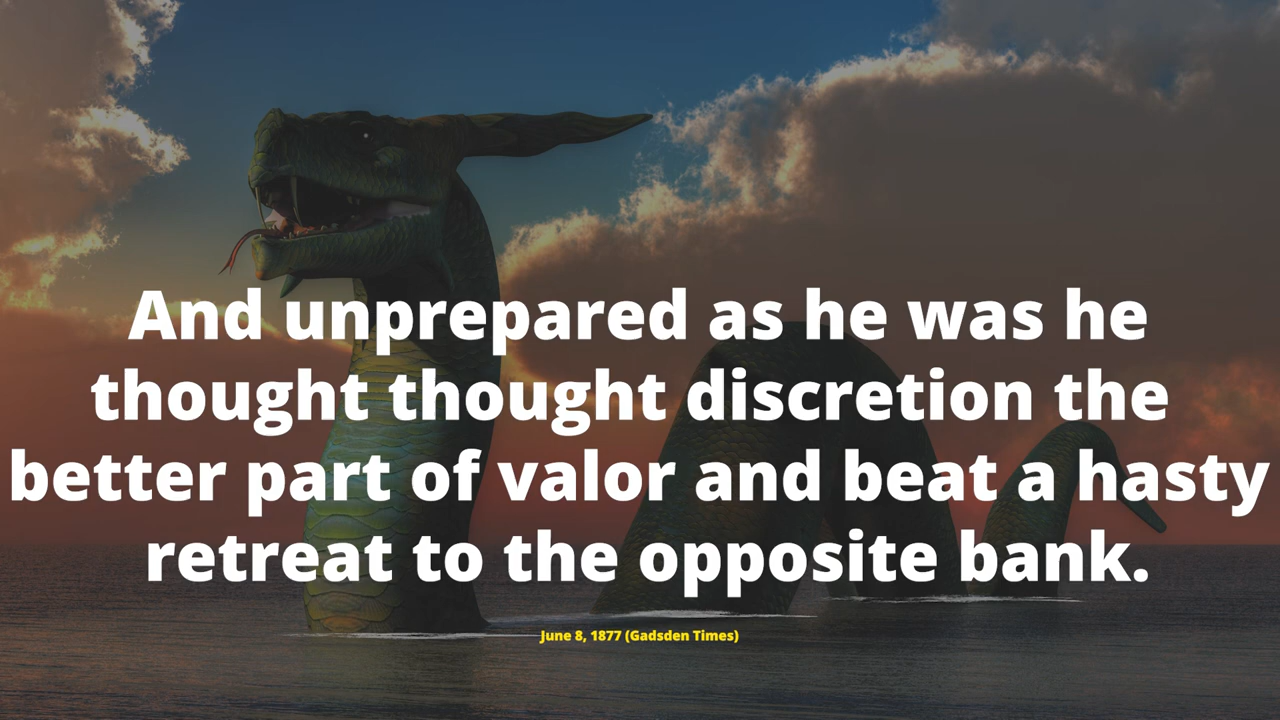 And unprepared as he was he
thought thought discretion the
better part of valor and beat a hasty
retreat to the opposite bank.
June 8, 1877 (Gadsden Times)